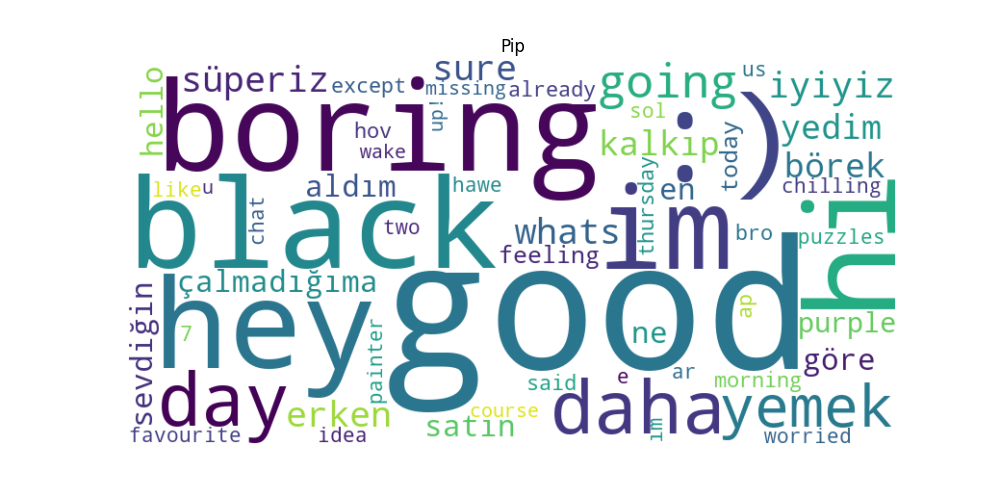 Pip
hello
süperiz
except
sure
missing
already
up!
going
us
iyiyiz
boring
hov
wake
sol
kalkıp
:)
today
yedim
börek
like
u
aldım
hawe
thursday
en
chilling
black
chat
two
whats
feeling
im
bro
puzzles
hi
çalmadığıma
hey
good
sevdiğin
7
painter
ne
ap
purple
göre
day
erken
said
e
ar
morning
course
satın
daha
ım
yemek
favourite
idea
worried